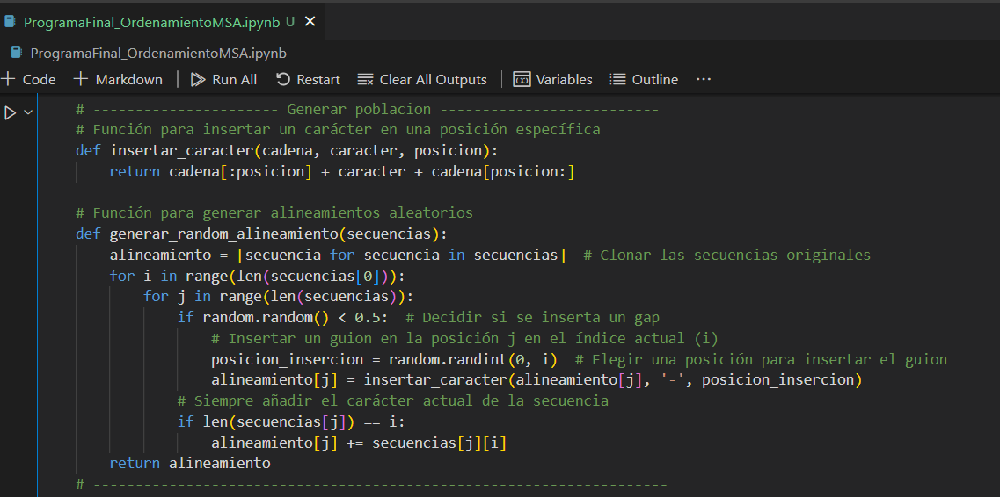 ProgramaFinal_OrdenamientoMSA.ipynb U ×
ProgramaFinal_OrdenamientoMSA.ipynb
+ Code + Markdown | Run All Restart Clear All Outputs | Variables Outline ...
# ---------------------- Generar poblacion --------------------------
# Función para insertar un carácter en una posición específica
def insertar_caracter(cadena, caracter, posicion):
    return cadena[:posicion] + caracter + cadena[posicion:]

# Función para generar alineamientos aleatorios
def generar_random_alineamiento(secuencias):
    alineamiento = [secuencia for secuencia in secuencias]  # Clonar las secuencias originales
    for i in range(len(secuencias[0])):
        for j in range(len(secuencias)):
            if random.random() < 0.5:  # Decidir si se inserta un gap
                # Insertar un guion en la posición j en el índice actual (i)
                posicion_insercion = random.randint(0, i)  # Elegir una posición para insertar el guion
                alineamiento[j] = insertar_caracter(alineamiento[j], '-', posicion_insercion)
            # Siempre añadir el carácter actual de la secuencia
            if len(secuencias[j]) == i:
                alineamiento[j] += secuencias[j][i]
    return alineamiento
# --------------------------------------------------------------------